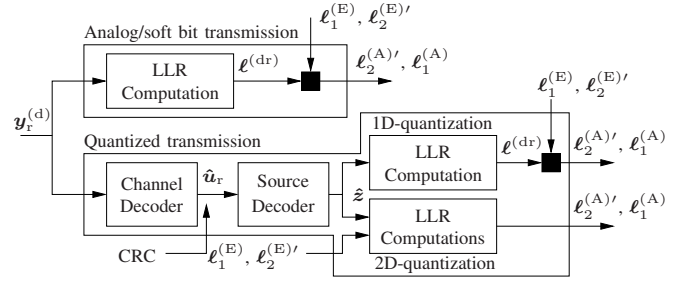 Analog/soft bit transmission
ℓ₁^(E), ℓ₂^(E)′
LLR Computation
ℓ^(dr)
ℓ₂^(A)′, ℓ₁^(A)
y_r^(d)
ℓ₁^(E), ℓ₂^(E)′
Quantized transmission
1D-quantization
LLR Computation
ℓ^(dr)
ℓ₂^(A)′, ℓ₁^(A)
Channel Decoder
û_r
Source Decoder
ẑ
LLR Computations
ℓ₂^(A)′, ℓ₁^(A)
CRC
ℓ₁^(E), ℓ₂^(E)′
2D-quantization